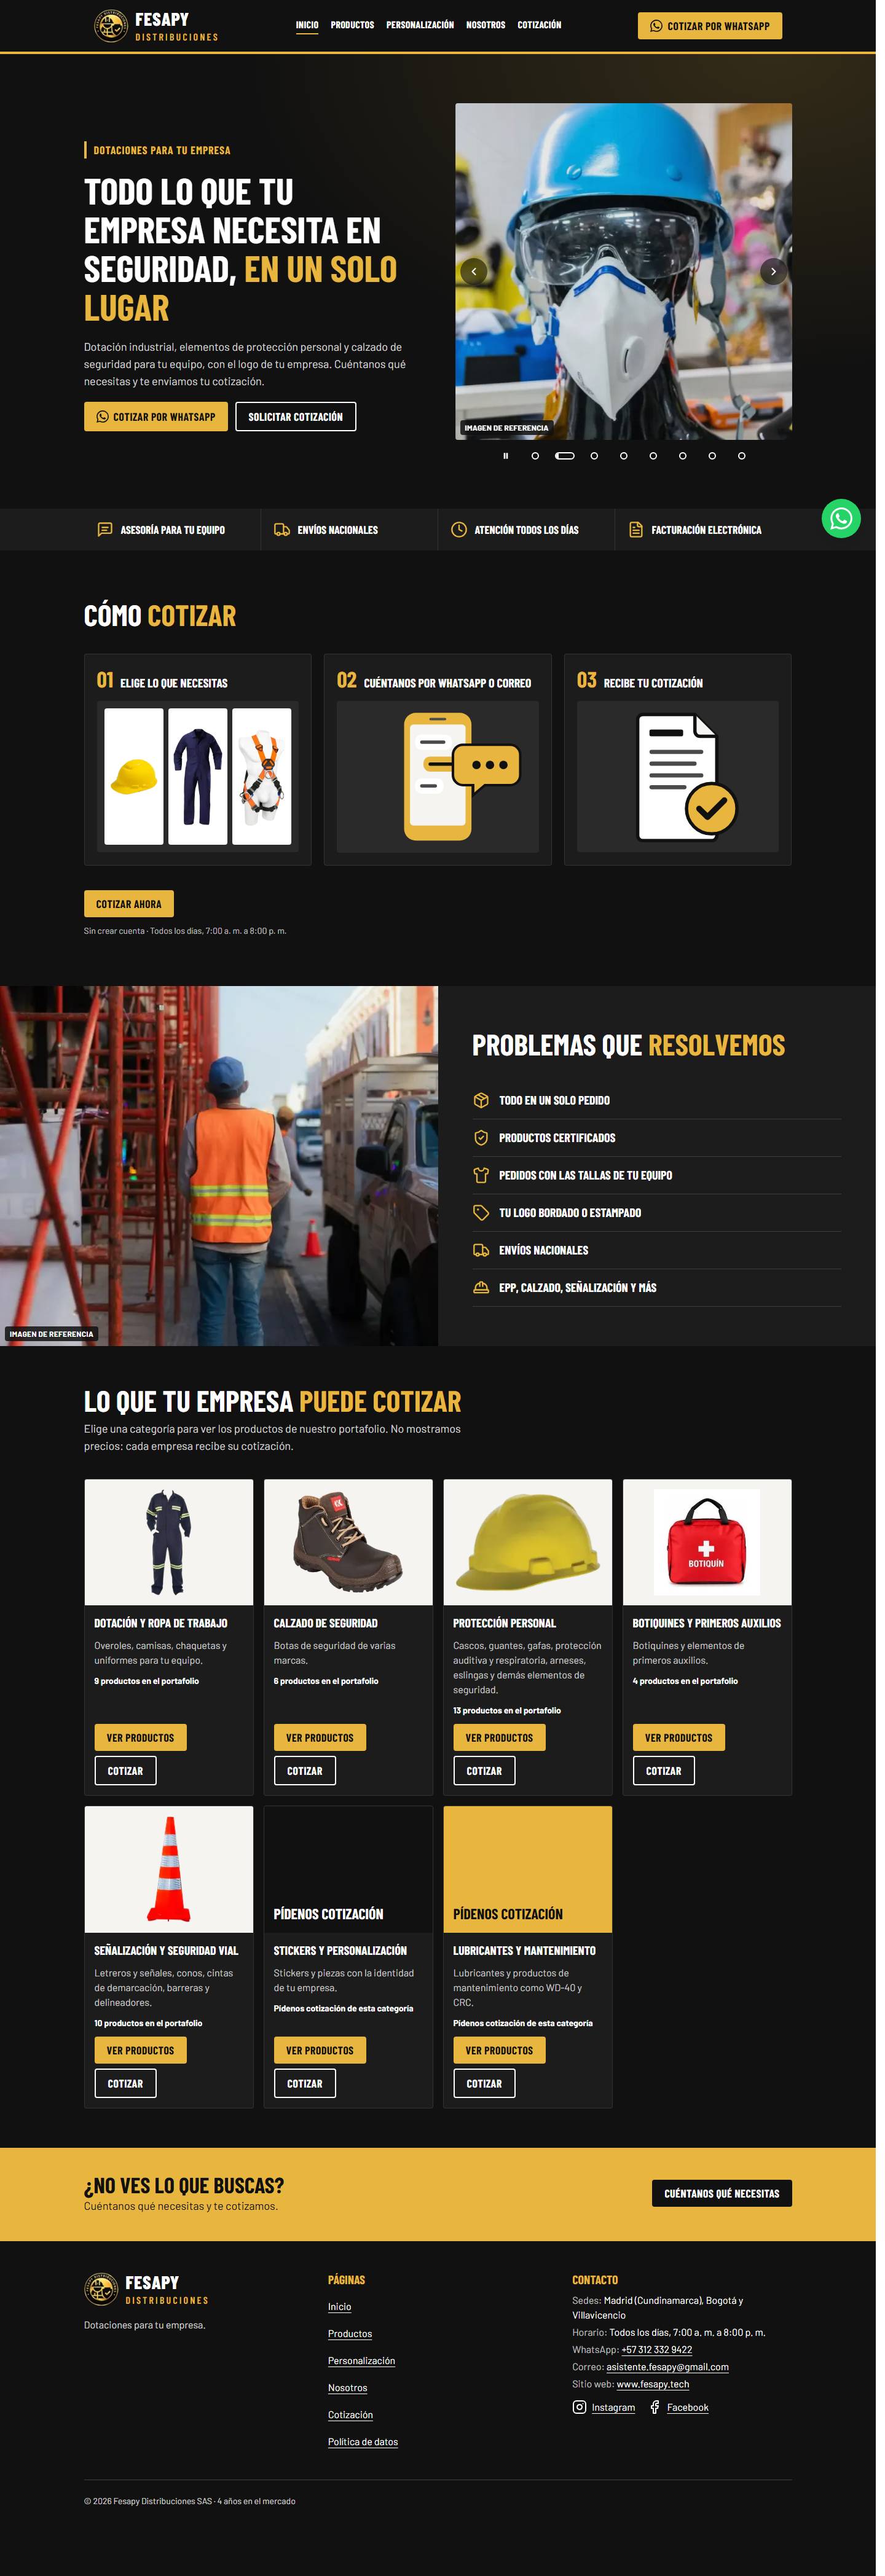 FESAPY
DISTRIBUCIONES
INICIO
PRODUCTOS
PERSONALIZACIÓN
NOSOTROS
COTIZACIÓN
COTIZAR POR WHATSAPP
DOTACIONES PARA TU EMPRESA
TODO LO QUE TU
EMPRESA NECESITA EN
SEGURIDAD, EN UN SOLO
LUGAR
Dotación industrial, elementos de protección personal y calzado de
seguridad para tu equipo, con el logo de tu empresa. Cuéntanos qué
necesitas y te enviamos tu cotización.
COTIZAR POR WHATSAPP
SOLICITAR COTIZACIÓN
IMAGEN DE REFERENCIA
ASESORÍA PARA TU EQUIPO
ENVÍOS NACIONALES
ATENCIÓN TODOS LOS DÍAS
FACTURACIÓN ELECTRÓNICA
CÓMO COTIZAR
01 ELIGE LO QUE NECESITAS
02 CUÉNTANOS POR WHATSAPP O CORREO
03 RECIBE TU COTIZACIÓN
COTIZAR AHORA
Sin crear cuenta · Todos los días, 7:00 a. m. a 8:00 p. m.
IMAGEN DE REFERENCIA
PROBLEMAS QUE RESOLVEMOS
TODO EN UN SOLO PEDIDO
PRODUCTOS CERTIFICADOS
PEDIDOS CON LAS TALLAS DE TU EQUIPO
TU LOGO BORDADO O ESTAMPADO
ENVÍOS NACIONALES
EPP, CALZADO, SEÑALIZACIÓN Y MÁS
LO QUE TU EMPRESA PUEDE COTIZAR
Elige una categoría para ver los productos de nuestro portafolio. No mostramos
precios: cada empresa recibe su cotización.
DOTACIÓN Y ROPA DE TRABAJO
Overoles, camisas, chaquetas y
uniformes para tu equipo.
9 productos en el portafolio
VER PRODUCTOS
COTIZAR
CALZADO DE SEGURIDAD
Botas de seguridad de varias
marcas.
6 productos en el portafolio
VER PRODUCTOS
COTIZAR
PROTECCIÓN PERSONAL
Cascos, guantes, gafas, protección
auditiva y respiratoria, arneses,
eslingas y demás elementos de
seguridad.
13 productos en el portafolio
VER PRODUCTOS
COTIZAR
BOTIQUÍN
BOTIQUINES Y PRIMEROS AUXILIOS
Botiquines y elementos de
primeros auxilios.
4 productos en el portafolio
VER PRODUCTOS
COTIZAR
SEÑALIZACIÓN Y SEGURIDAD VIAL
Letreros y señales, conos, cintas
de demarcación, barreras y
delineadores.
10 productos en el portafolio
VER PRODUCTOS
COTIZAR
PÍDENOS COTIZACIÓN
STICKERS Y PERSONALIZACIÓN
Stickers y piezas con la identidad
de tu empresa.
Pídenos cotización de esta categoría
VER PRODUCTOS
COTIZAR
PÍDENOS COTIZACIÓN
LUBRICANTES Y MANTENIMIENTO
Lubricantes y productos de
mantenimiento como WD-40 y
CRC.
Pídenos cotización de esta categoría
VER PRODUCTOS
COTIZAR
¿NO VES LO QUE BUSCAS?
Cuéntanos qué necesitas y te cotizamos.
CUÉNTANOS QUÉ NECESITAS
FESAPY
DISTRIBUCIONES
Dotaciones para tu empresa.
PÁGINAS
Inicio
Productos
Personalización
Nosotros
Cotización
Política de datos
CONTACTO
Sedes: Madrid (Cundinamarca), Bogotá y
Villavicencio
Horario: Todos los días, 7:00 a. m. a 8:00 p. m.
WhatsApp: +57 312 332 9422
Correo: asistente.fesapy@gmail.com
Sitio web: www.fesapy.tech
Instagram
Facebook
© 2026 Fesapy Distribuciones SAS · 4 años en el mercado